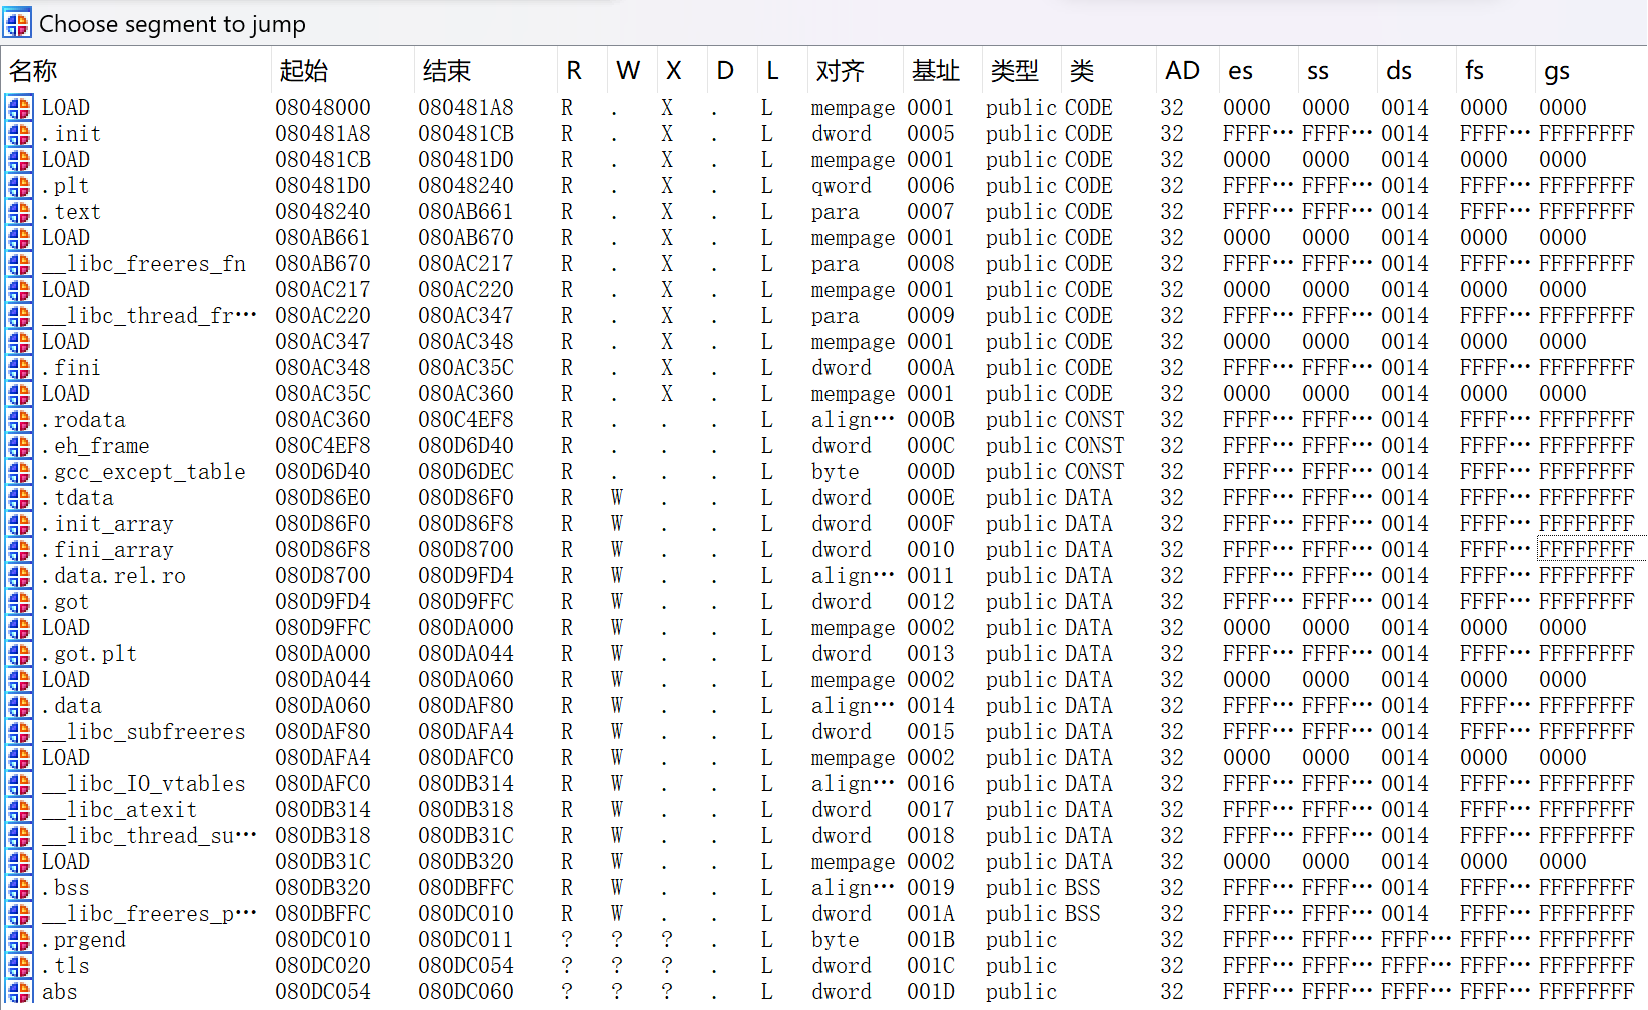 Choose segment to jump
名称 起始 结束 R W X D L 对齐 基址 类型 类 AD es ss ds fs gs
LOAD 08048000 080481A8 R . X . L mempage 0001 public CODE 32 0000 0000 0014 0000 0000
.init 080481A8 080481CB R . X . L dword 0005 public CODE 32 FFFF… FFFF… 0014 FFFF… FFFFFFFF
LOAD 080481CB 080481D0 R . X . L mempage 0001 public CODE 32 0000 0000 0014 0000 0000
.plt 080481D0 08048240 R . X . L qword 0006 public CODE 32 FFFF… FFFF… 0014 FFFF… FFFFFFFF
.text 08048240 080AB661 R . X . L para 0007 public CODE 32 FFFF… FFFF… 0014 FFFF… FFFFFFFF
LOAD 080AB661 080AB670 R . X . L mempage 0001 public CODE 32 0000 0000 0014 0000 0000
__libc_freeres_fn 080AB670 080AC217 R . X . L para 0008 public CODE 32 FFFF… FFFF… 0014 FFFF… FFFFFFFF
LOAD 080AC217 080AC220 R . X . L mempage 0001 public CODE 32 0000 0000 0014 0000 0000
__libc_thread_fr… 080AC220 080AC347 R . X . L para 0009 public CODE 32 FFFF… FFFF… 0014 FFFF… FFFFFFFF
LOAD 080AC347 080AC348 R . X . L mempage 0001 public CODE 32 0000 0000 0014 0000 0000
.fini 080AC348 080AC35C R . X . L dword 000A public CODE 32 FFFF… FFFF… 0014 FFFF… FFFFFFFF
LOAD 080AC35C 080AC360 R . X . L mempage 0001 public CODE 32 0000 0000 0014 0000 0000
.rodata 080AC360 080C4EF8 R . . . L align… 000B public CONST 32 FFFF… FFFF… 0014 FFFF… FFFFFFFF
.eh_frame 080C4EF8 080D6D40 R . . . L dword 000C public CONST 32 FFFF… FFFF… 0014 FFFF… FFFFFFFF
.gcc_except_table 080D6D40 080D6DEC R . . . L byte 000D public CONST 32 FFFF… FFFF… 0014 FFFF… FFFFFFFF
.tdata 080D86E0 080D86F0 R W . . L dword 000E public DATA 32 FFFF… FFFF… 0014 FFFF… FFFFFFFF
.init_array 080D86F0 080D86F8 R W . . L dword 000F public DATA 32 FFFF… FFFF… 0014 FFFF… FFFFFFFF
.fini_array 080D86F8 080D8700 R W . . L dword 0010 public DATA 32 FFFF… FFFF… 0014 FFFF… FFFFFFFF
.data.rel.ro 080D8700 080D9FD4 R W . . L align… 0011 public DATA 32 FFFF… FFFF… 0014 FFFF… FFFFFFFF
.got 080D9FD4 080D9FFC R W . . L dword 0012 public DATA 32 FFFF… FFFF… 0014 FFFF… FFFFFFFF
LOAD 080D9FFC 080DA000 R W . . L mempage 0002 public DATA 32 0000 0000 0014 0000 0000
.got.plt 080DA000 080DA044 R W . . L dword 0013 public DATA 32 FFFF… FFFF… 0014 FFFF… FFFFFFFF
LOAD 080DA044 080DA060 R W . . L mempage 0002 public DATA 32 0000 0000 0014 0000 0000
.data 080DA060 080DAF80 R W . . L align… 0014 public DATA 32 FFFF… FFFF… 0014 FFFF… FFFFFFFF
__libc_subfreeres 080DAF80 080DAFA4 R W . . L dword 0015 public DATA 32 FFFF… FFFF… 0014 FFFF… FFFFFFFF
LOAD 080DAFA4 080DAFC0 R W . . L mempage 0002 public DATA 32 0000 0000 0014 0000 0000
__libc_IO_vtables 080DAFC0 080DB314 R W . . L align… 0016 public DATA 32 FFFF… FFFF… 0014 FFFF… FFFFFFFF
__libc_atexit 080DB314 080DB318 R W . . L dword 0017 public DATA 32 FFFF… FFFF… 0014 FFFF… FFFFFFFF
__libc_thread_su… 080DB318 080DB31C R W . . L dword 0018 public DATA 32 FFFF… FFFF… 0014 FFFF… FFFFFFFF
LOAD 080DB31C 080DB320 R W . . L mempage 0002 public DATA 32 0000 0000 0014 0000 0000
.bss 080DB320 080DBFFC R W . . L align… 0019 public BSS 32 FFFF… FFFF… 0014 FFFF… FFFFFFFF
__libc_freeres_p… 080DBFFC 080DC010 R W . . L dword 001A public BSS 32 FFFF… FFFF… 0014 FFFF… FFFFFFFF
.prgend 080DC010 080DC011 ? ? ? . L byte 001B public 32 FFFF… FFFF… FFFF… FFFF… FFFFFFFF
.tls 080DC020 080DC054 ? ? ? . L dword 001C public 32 FFFF… FFFF… FFFF… FFFF… FFFFFFFF
abs 080DC054 080DC060 ? ? ? . L dword 001D public 32 FFFF… FFFF… FFFF… FFFF… FFFFFFFF